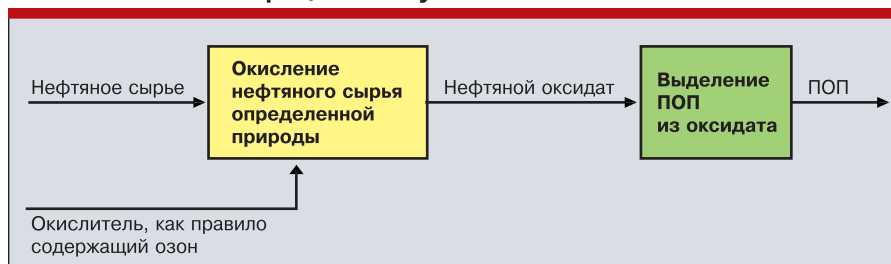 Нефтяное сырье
Окисление
нефтяного сырья
определенной
природы
Нефтяной оксидат
Выделение
ПОП
из оксидата
ПОП
Окислитель, как правило
содержащий озон